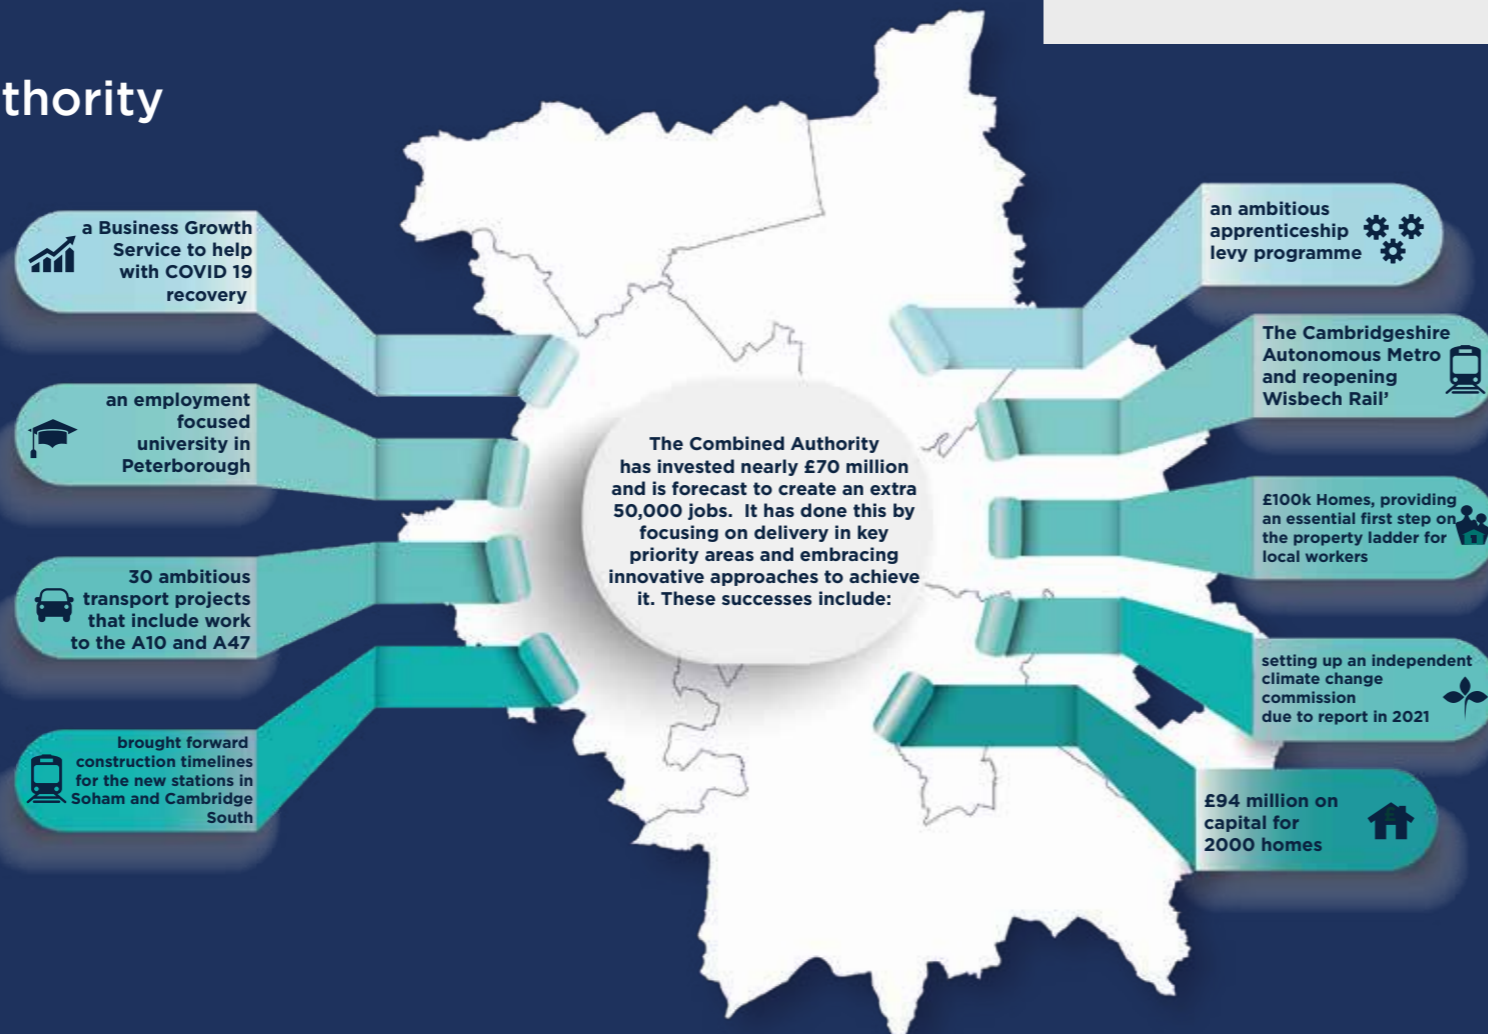 thority
a Business Growth
Service to help
with COVID 19
recovery
an employment
focused
university in
Peterborough
30 ambitious
transport projects
that include work
to the A10 and A47
brought forward
construction timelines
for the new stations in
Soham and Cambridge
South
The Combined Authority
has invested nearly £70 million
and is forecast to create an extra
50,000 jobs. It has done this by
focusing on delivery in key
priority areas and embracing
innovative approaches to achieve
it. These successes include:
an ambitious
apprenticeship
levy programme
The Cambridgeshire
Autonomous Metro
and reopening
Wisbech Rail’
£100k Homes, providing
an essential first step on
the property ladder for
local workers
setting up an independent
climate change
commission
due to report in 2021
£94 million on
capital for
2000 homes
£